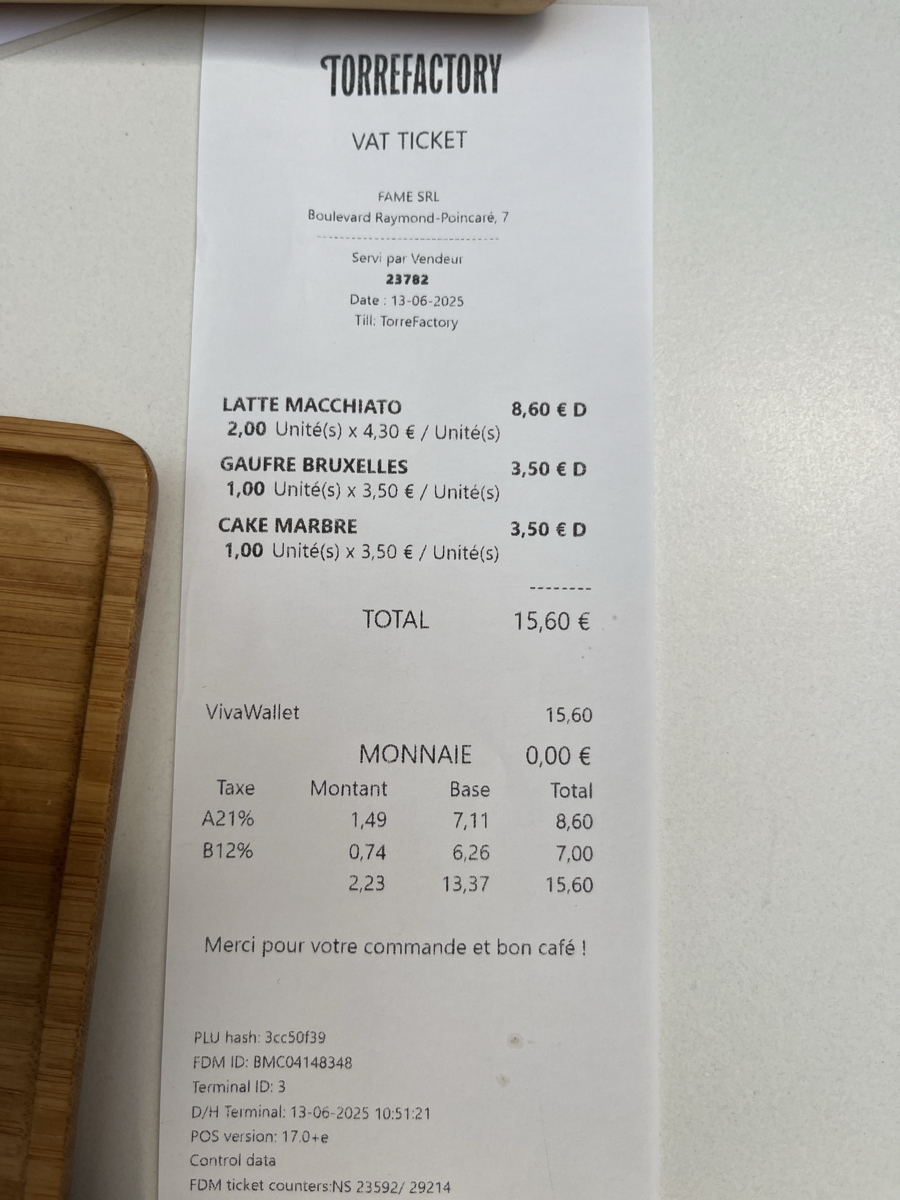 TORREFACTORY
VAT TICKET
FAME SRL
Boulevard Raymond-Poincaré, 7
--------------------------------------
Servi par Vendeur
23782
Date : 13-06-2025
Till: TorreFactory
LATTE MACCHIATO 8,60 € D
2,00 Unité(s) x 4,30 € / Unité(s)
GAUFRE BRUXELLES 3,50 € D
1,00 Unité(s) x 3,50 € / Unité(s)
CAKE MARBRE 3,50 € D
1,00 Unité(s) x 3,50 € / Unité(s)
--------
TOTAL 15,60 €
VivaWallet 15,60
MONNAIE 0,00 €
Taxe Montant Base Total
A21% 1,49 7,11 8,60
B12% 0,74 6,26 7,00
2,23 13,37 15,60
Merci pour votre commande et bon café !
PLU hash: 3cc50f39
FDM ID: BMC04148348
Terminal ID: 3
D/H Terminal: 13-06-2025 10:51:21
POS version: 17.0+e
Control data
FDM ticket counters:NS 23592/ 29214